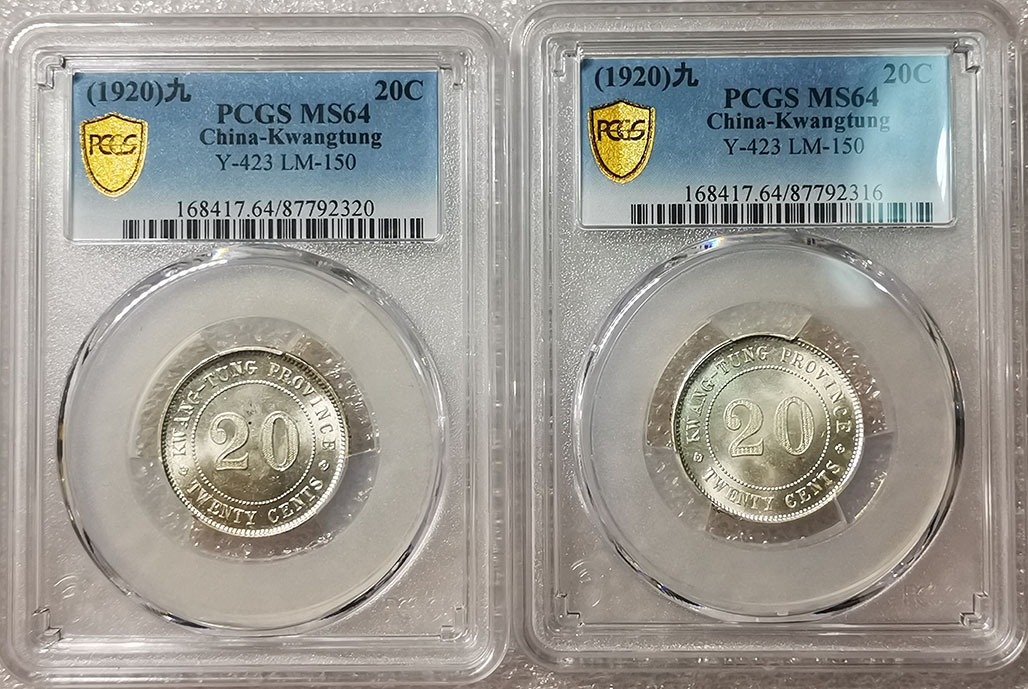 (1920)九 20C
PCGS MS64
China-Kwangtung
Y-423 LM-150
PCGS
168417.64/87792320
KWANG-TUNG PROVINCE
20
TWENTY CENTS
(1920)九 20C
PCGS MS64
China-Kwangtung
Y-423 LM-150
PCGS
168417.64/87792316
KWANG-TUNG PROVINCE
20
TWENTY CENTS